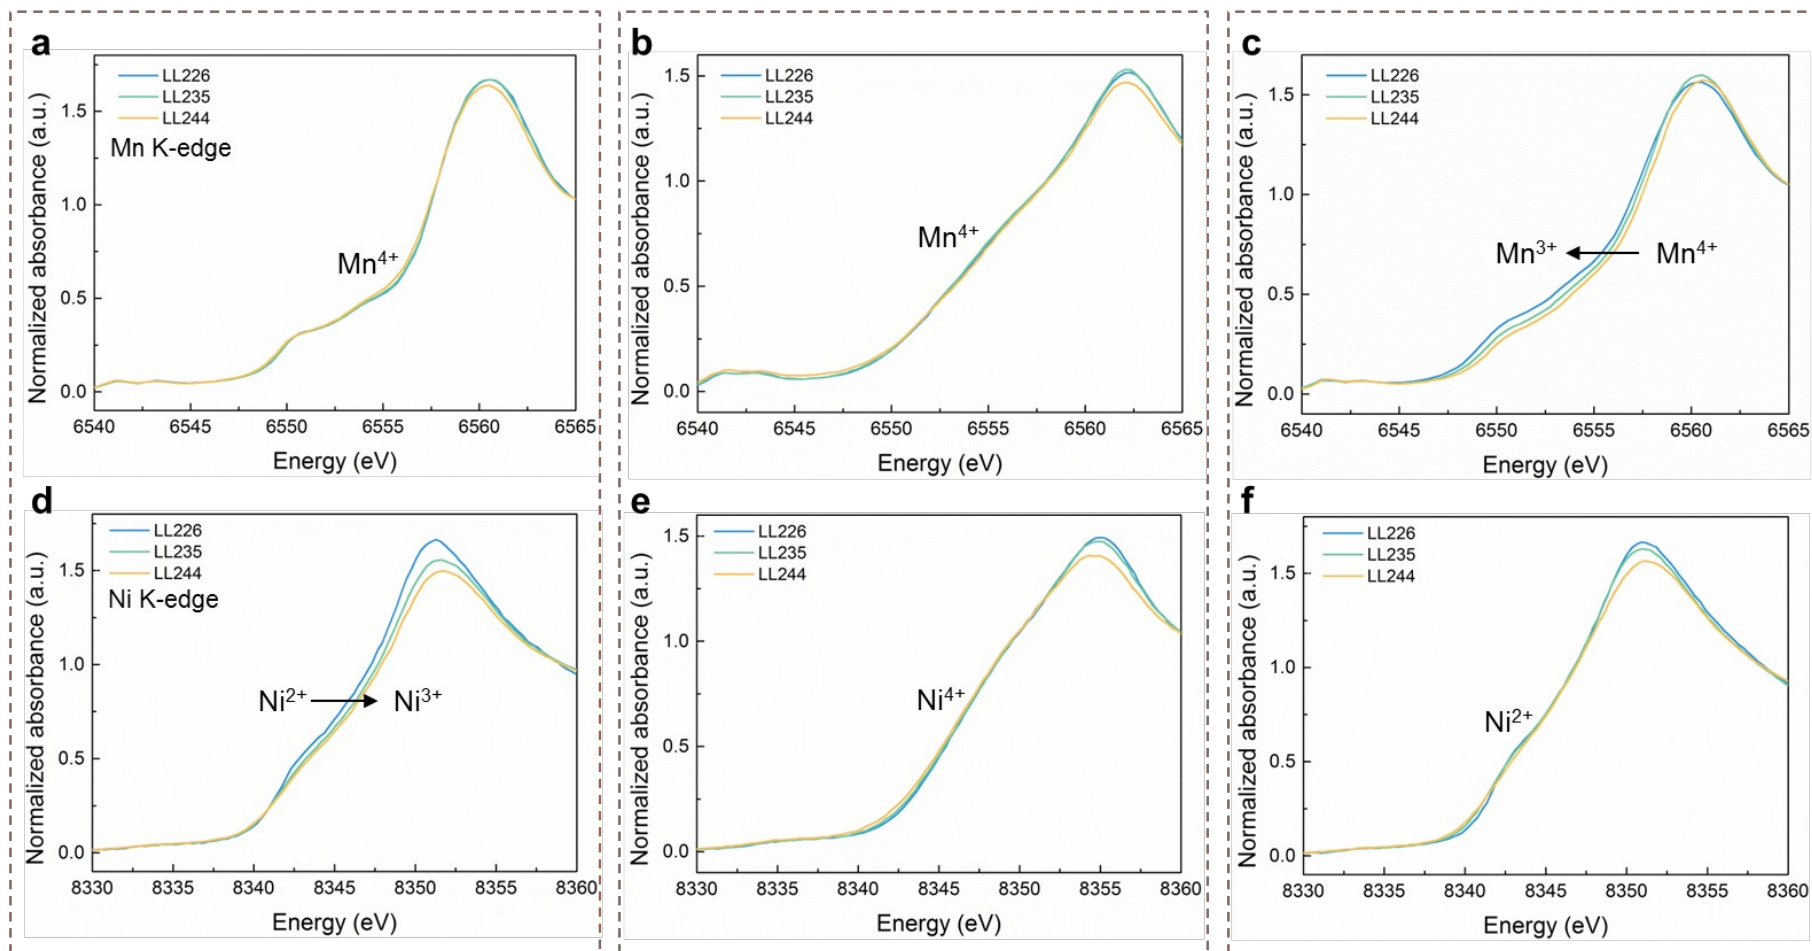 a
LL226
LL235
LL244
Mn K-edge
Mn⁴⁺
Normalized absorbance (a.u.)
1.5
1.0
0.5
0.0
6540 6545 6550 6555 6560 6565
Energy (eV)
b
LL226
LL235
LL244
Mn⁴⁺
Normalized absorbance (a.u.)
1.5
1.0
0.5
0.0
6540 6545 6550 6555 6560 6565
Energy (eV)
c
LL226
LL235
LL244
Mn³⁺ Mn⁴⁺
Normalized absorbance (a.u.)
1.5
1.0
0.5
0.0
6540 6545 6550 6555 6560 6565
Energy (eV)
d
LL226
LL235
LL244
Ni K-edge
Ni²⁺ Ni³⁺
Normalized absorbance (a.u.)
1.5
1.0
0.5
0.0
8330 8335 8340 8345 8350 8355 8360
Energy (eV)
e
LL226
LL235
LL244
Ni⁴⁺
Normalized absorbance (a.u.)
1.5
1.0
0.5
0.0
8330 8335 8340 8345 8350 8355 8360
Energy (eV)
f
LL226
LL235
LL244
Ni²⁺
Normalized absorbance (a.u.)
1.5
1.0
0.5
0.0
8330 8335 8340 8345 8350 8355 8360
Energy (eV)